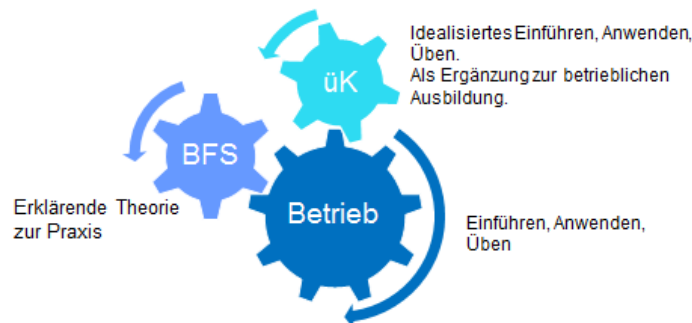 Idealisiertes Einführen, Anwenden,
Üben.
Als Ergänzung zur betrieblichen
Ausbildung.
üK
BFS
Erklärende Theorie
zur Praxis
Betrieb
Einführen, Anwenden,
Üben